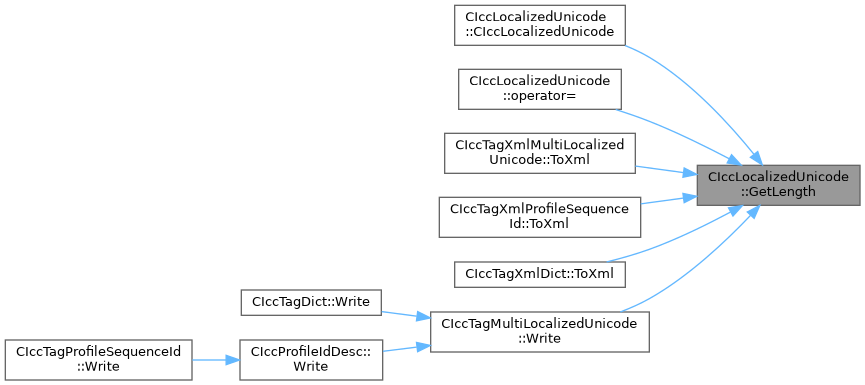 CIccLocalizedUnicode
::CIccLocalizedUnicode
CIccLocalizedUnicode
::operator=
CIccTagXmlMultiLocalized
Unicode::ToXml
CIccLocalizedUnicode
::GetLength
CIccTagXmlProfileSequence
Id::ToXml
CIccTagXmlDict::ToXml
CIccTagDict::Write
CIccTagMultiLocalizedUnicode
::Write
CIccTagProfileSequenceId
::Write
CIccProfileIdDesc::
Write